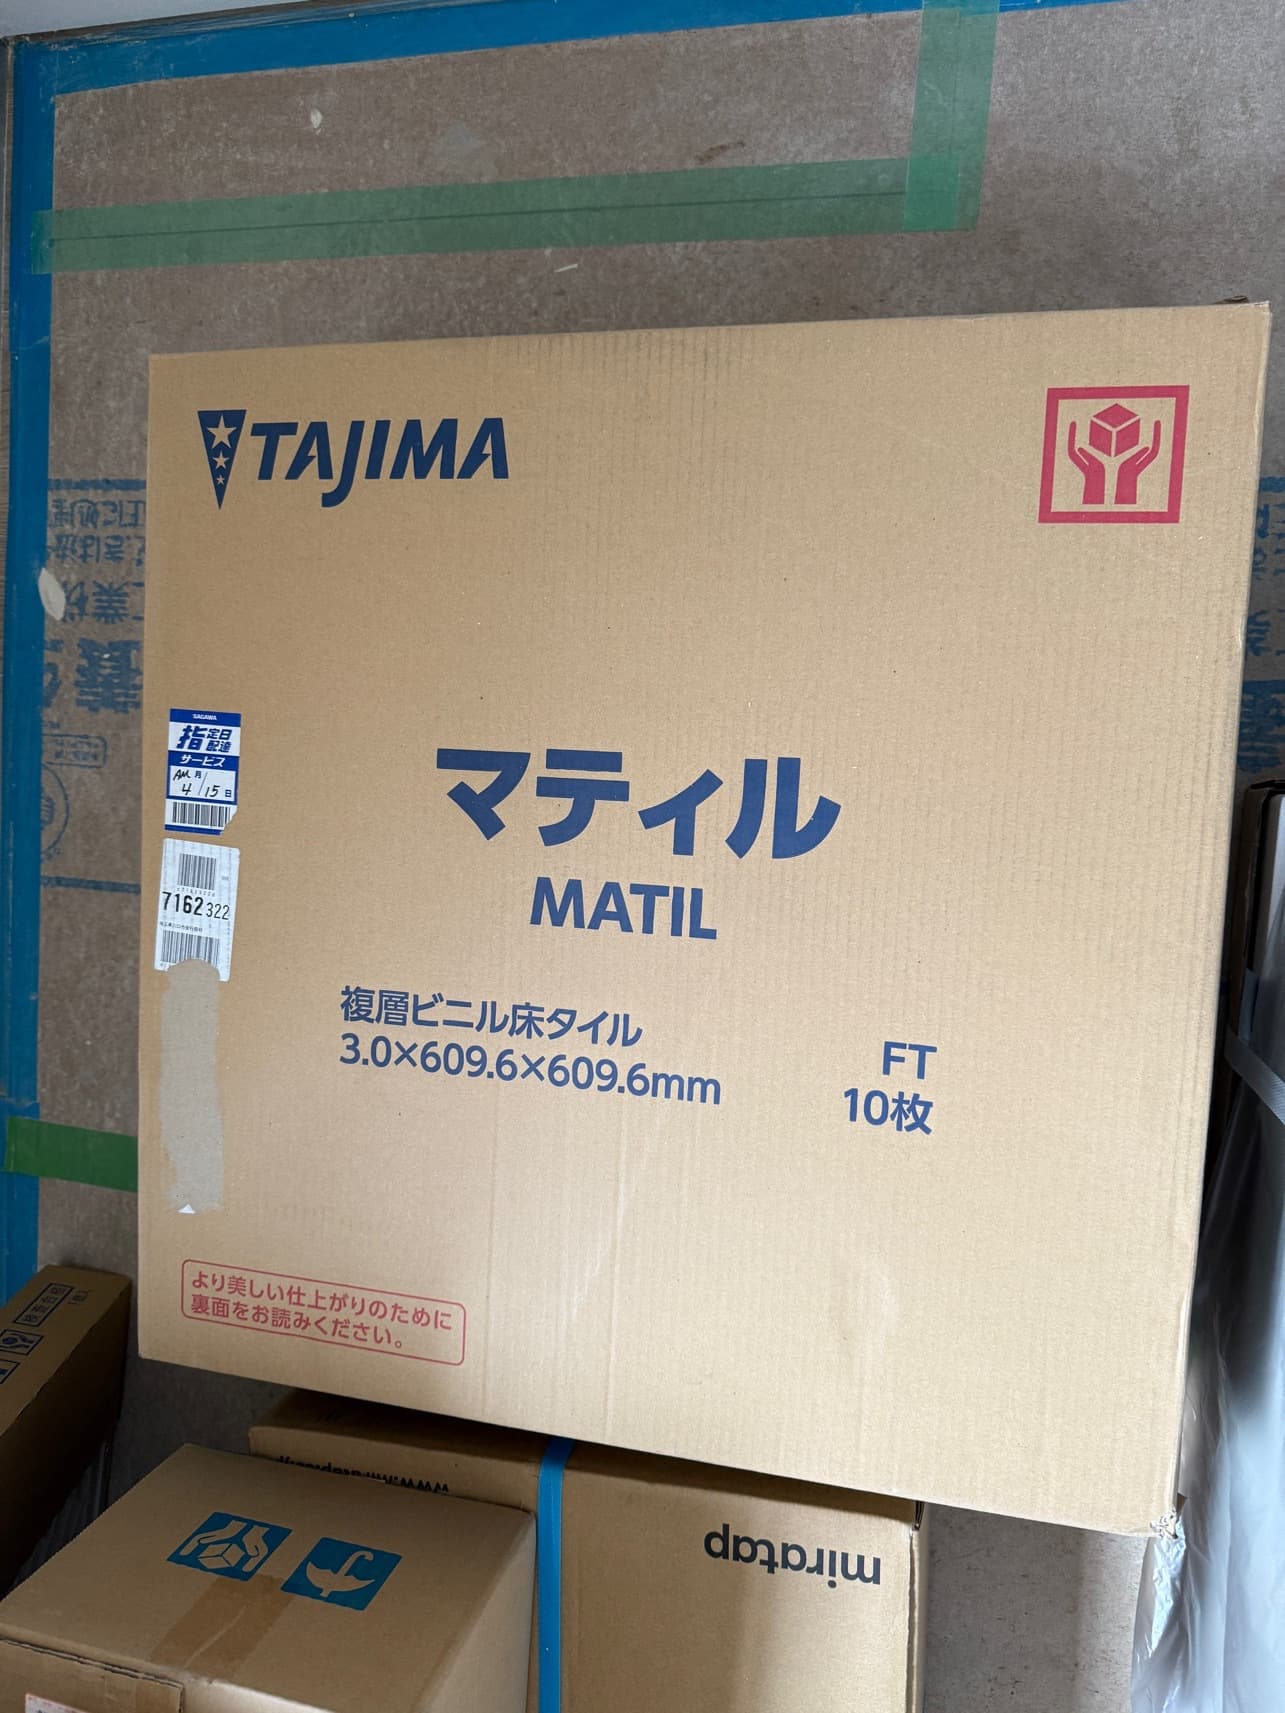 TAJIMA
SAGAWA
指定日
配達
サービス
AM 月
4/15日
7162322
マティル
MATIL
複層ビニル床タイル
3.0×609.6×609.6mm
FT
10枚
より美しい仕上がりのために
裏面をお読みください。
miratap